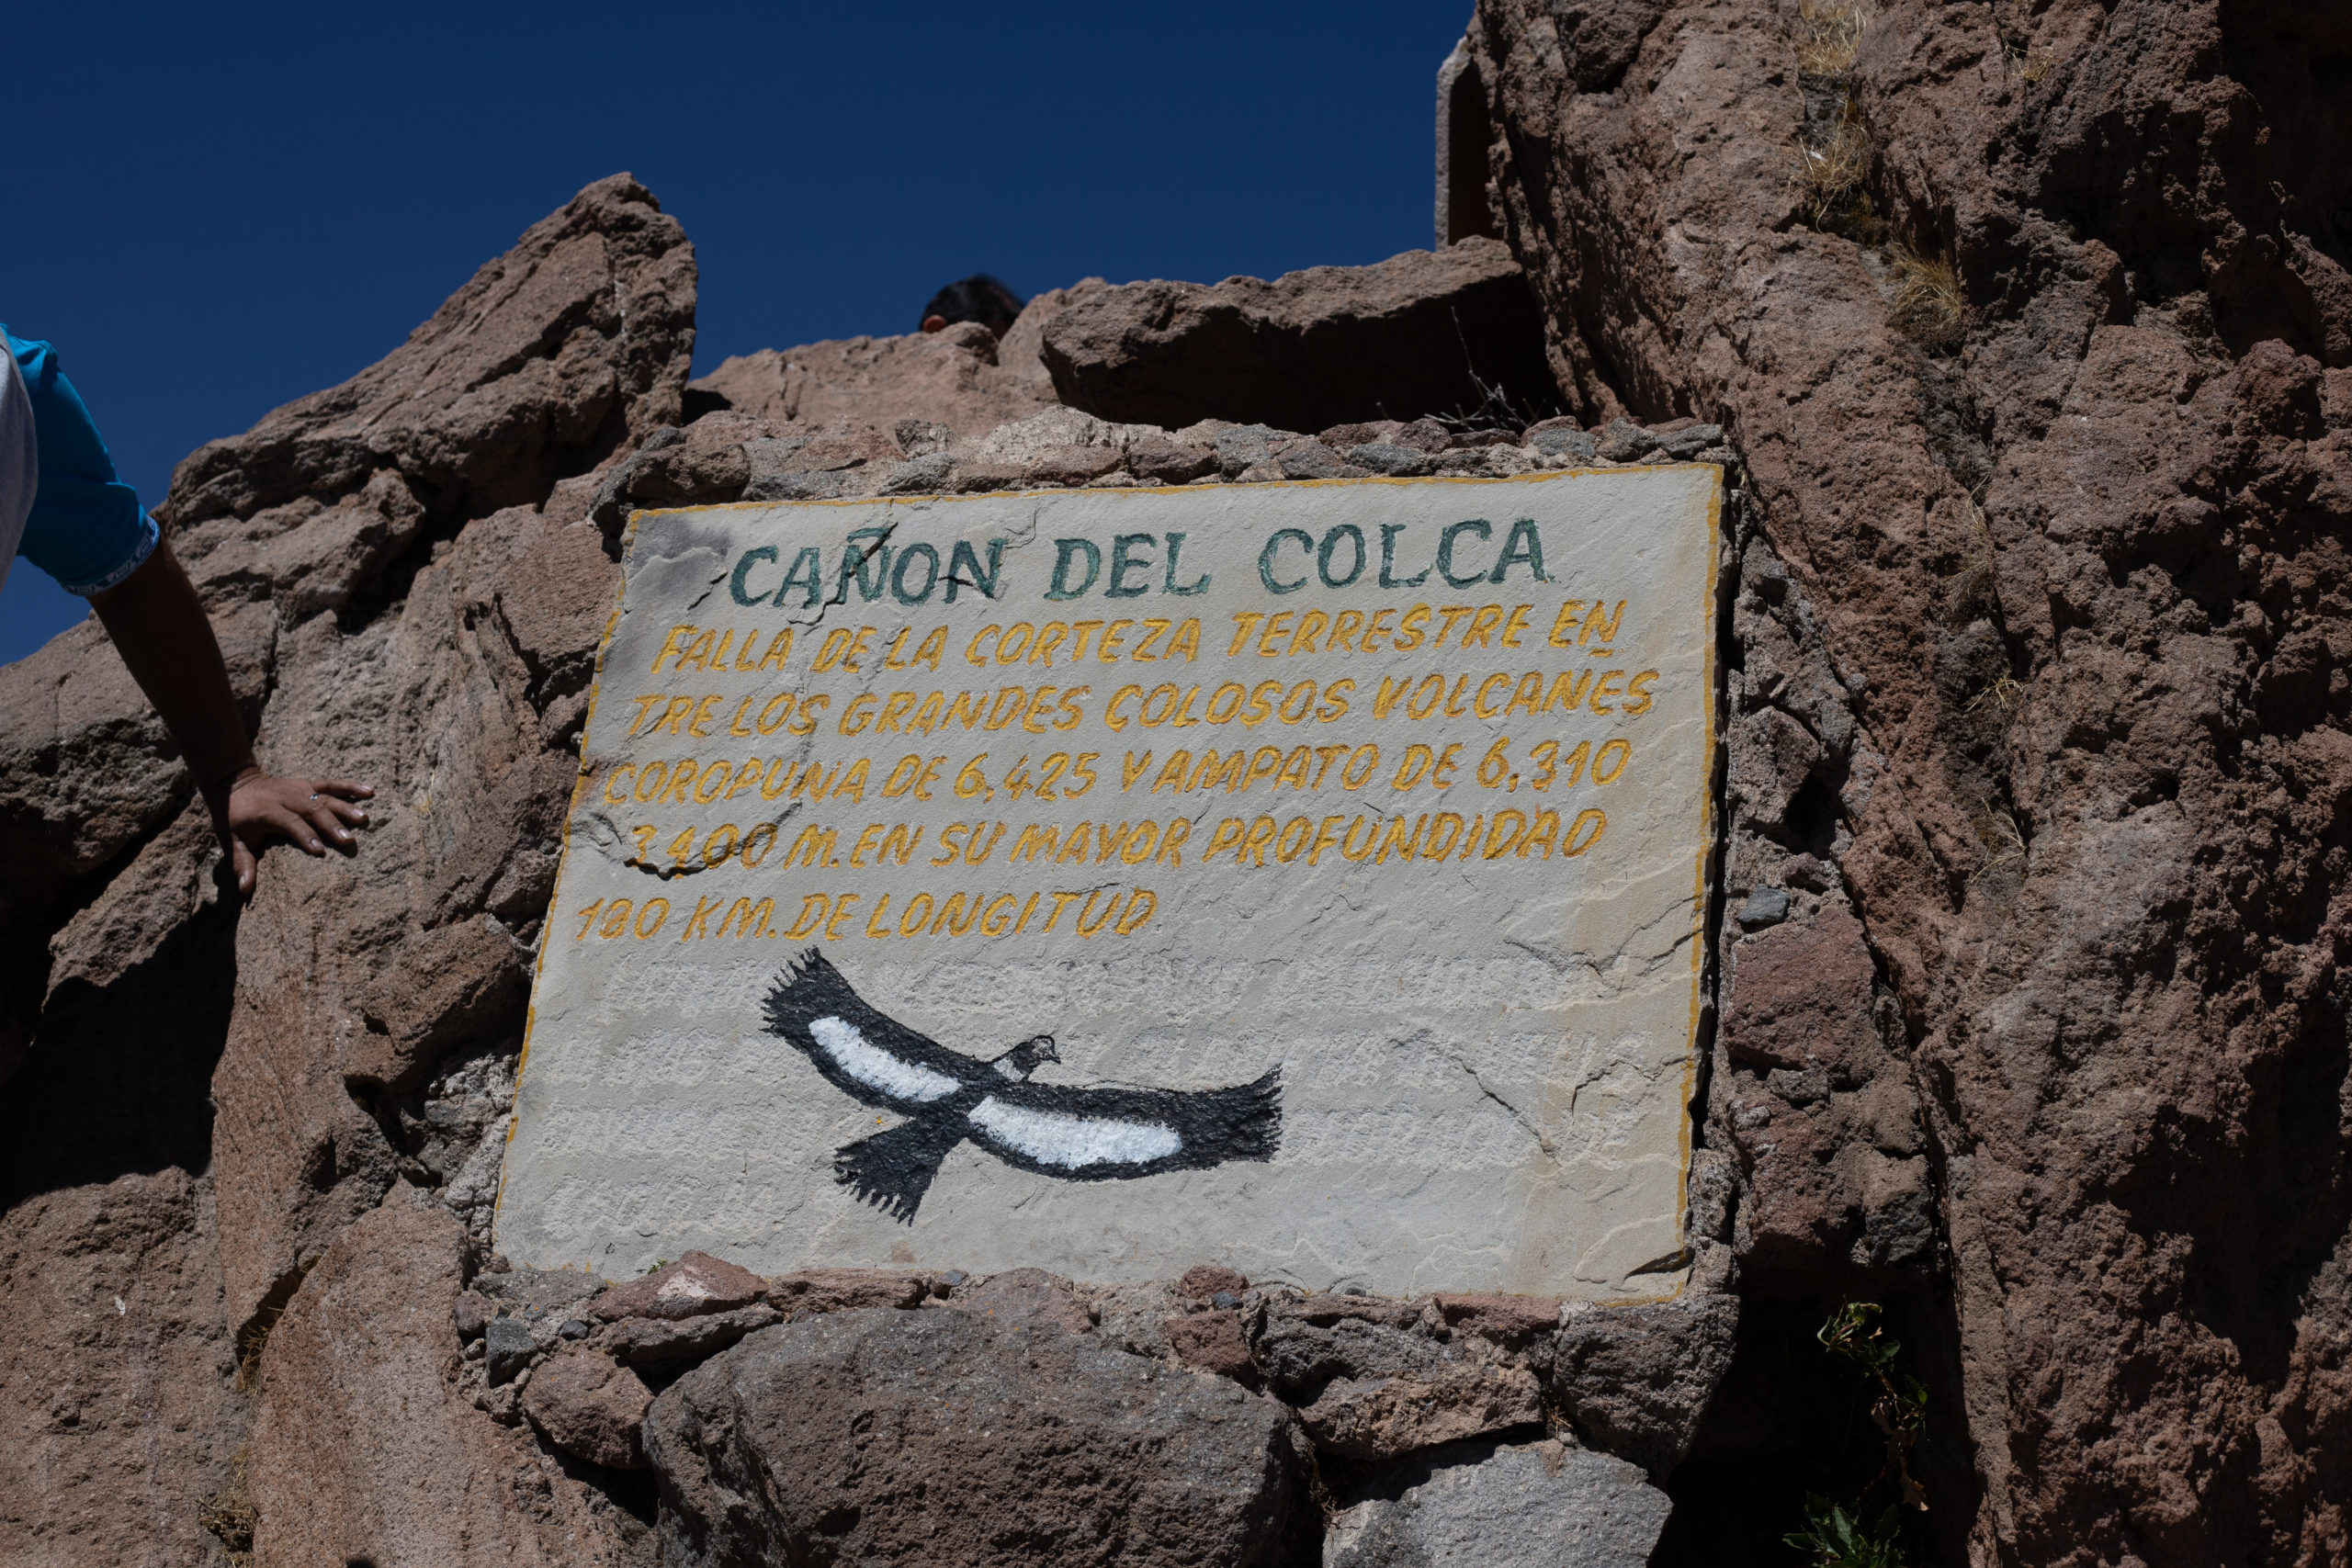 CAÑON DEL COLCA
FALLA DE LA CORTEZA TERRESTRE EN
TRE LOS GRANDES COLOSOS VOLCANES
COROPUNA DE 6,425 Y AMPATO DE 6,310
3,400 M. EN SU MAYOR PROFUNDIDAD
180 KM. DE LONGITUD